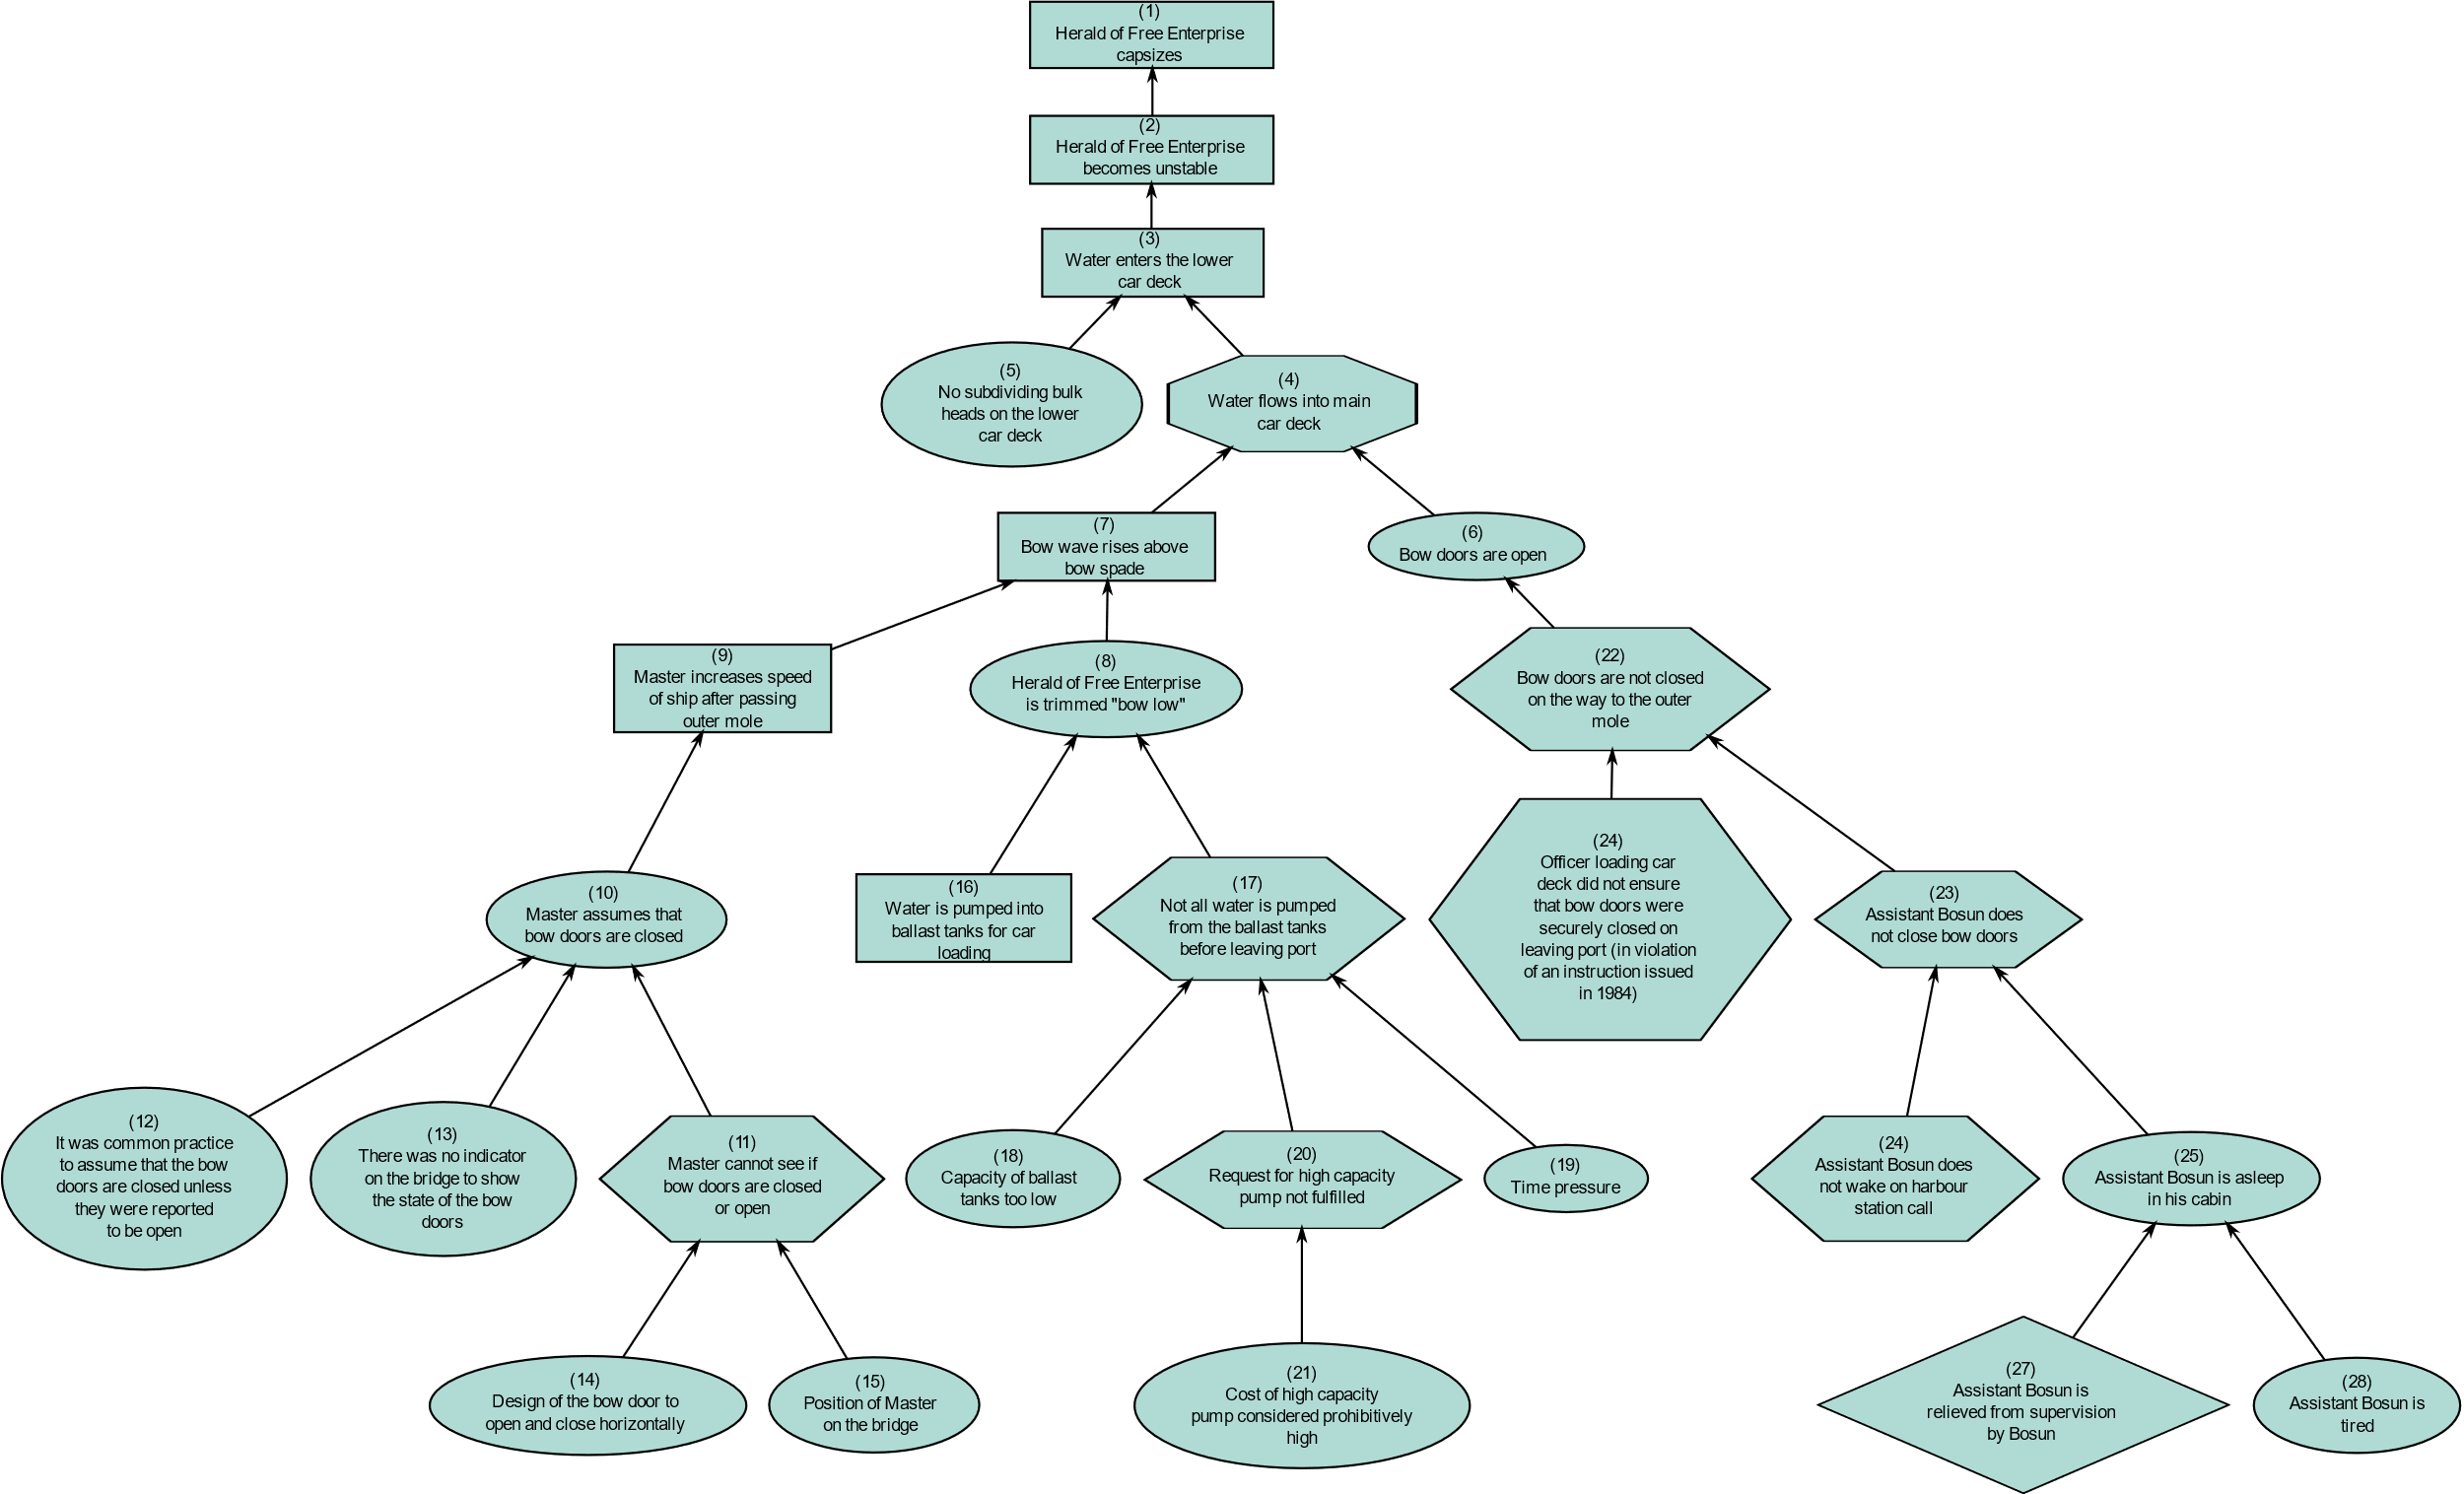 (1)
Herald of Free Enterprise
capsizes
(2)
Herald of Free Enterprise
becomes unstable
(3)
Water enters the lower
car deck
(5)
No subdividing bulk
heads on the lower
car deck
(4)
Water flows into main
car deck
(7)
Bow wave rises above
bow spade
(6)
Bow doors are open
(9)
Master increases speed
of ship after passing
outer mole
(8)
Herald of Free Enterprise
is trimmed "bow low"
(22)
Bow doors are not closed
on the way to the outer
mole
(10)
Master assumes that
bow doors are closed
(16)
Water is pumped into
ballast tanks for car
loading
(17)
Not all water is pumped
from the ballast tanks
before leaving port
(24)
Officer loading car
deck did not ensure
that bow doors were
securely closed on
leaving port (in violation
of an instruction issued
in 1984)
(23)
Assistant Bosun does
not close bow doors
(12)
It was common practice
to assume that the bow
doors are closed unless
they were reported
to be open
(13)
There was no indicator
on the bridge to show
the state of the bow
doors
(11)
Master cannot see if
bow doors are closed
or open
(18)
Capacity of ballast
tanks too low
(20)
Request for high capacity
pump not fulfilled
(19)
Time pressure
(24)
Assistant Bosun does
not wake on harbour
station call
(25)
Assistant Bosun is asleep
in his cabin
(14)
Design of the bow door to
open and close horizontally
(15)
Position of Master
on the bridge
(21)
Cost of high capacity
pump considered prohibitively
high
(27)
Assistant Bosun is
relieved from supervision
by Bosun
(28)
Assistant Bosun is
tired